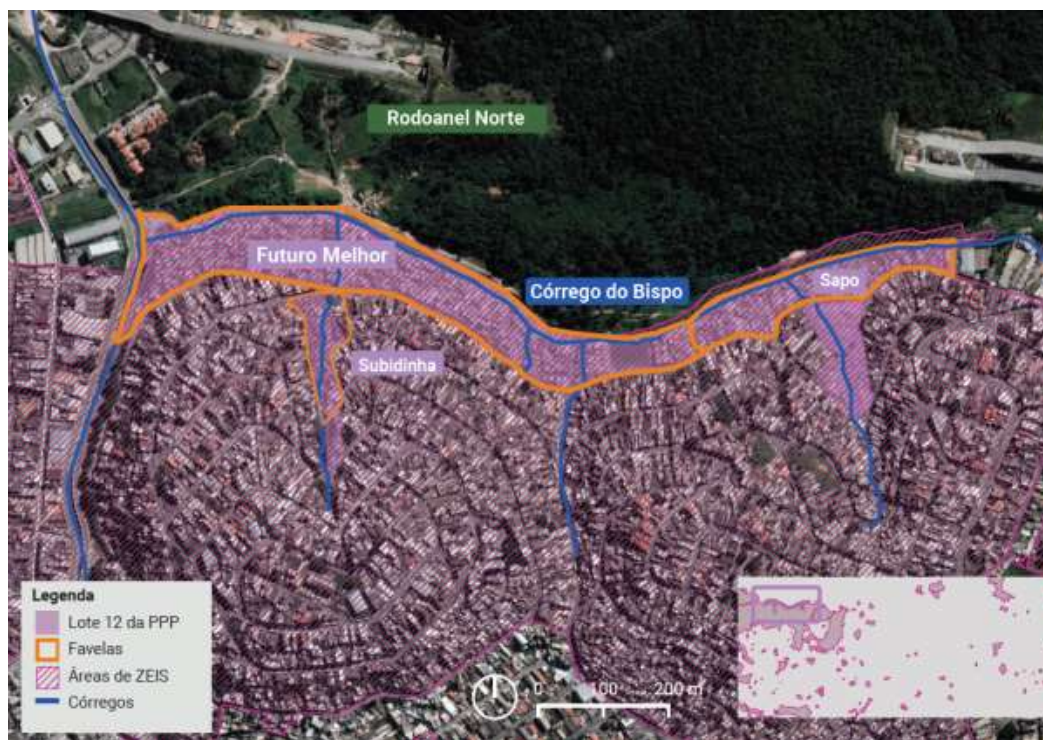 Rodoanel Norte
Futuro Melhor
Córrego do Bispo
Sapo
Subidinha
Legenda
Lote 12 da PPP
Favelas
Áreas de ZEIS
Córregos
0 100 200 m